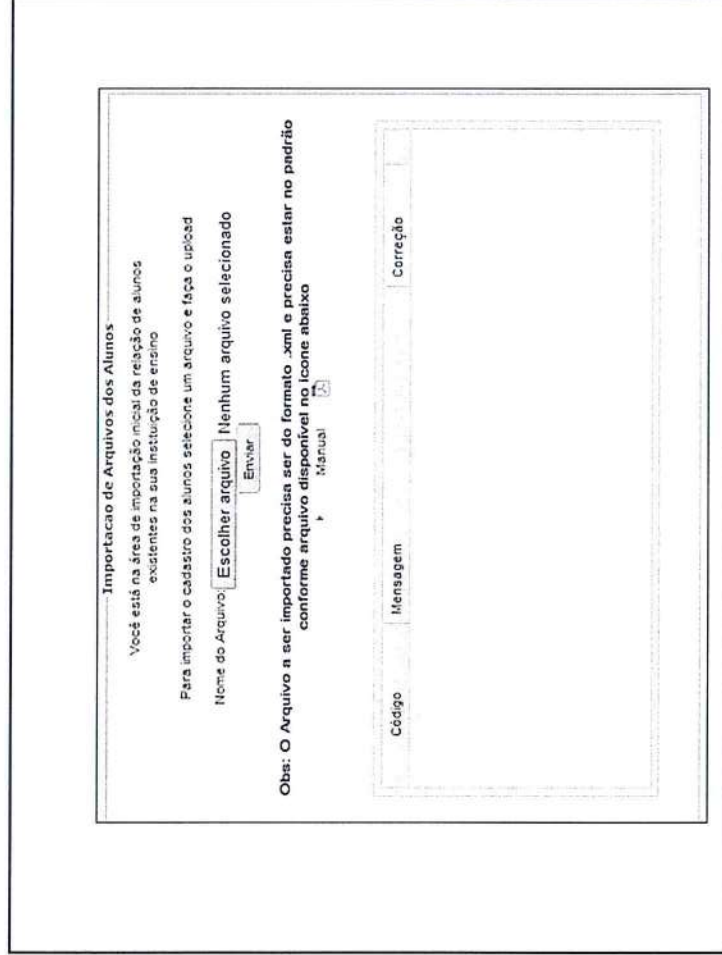 Importacao de Arquivos dos Alunos
Você está na área de importação inicial da relação de alunos
existentes na sua instituição de ensino
Para importar o cadastro dos alunos selecione um arquivo e faça o upload
Nome do Arquivo: Escolher arquivo Nenhum arquivo selecionado
Enviar
Obs: O Arquivo a ser importado precisa ser do formato .xml e precisa estar no padrão
conforme arquivo disponível no ícone abaixo
Manual
Código Mensagem Correção